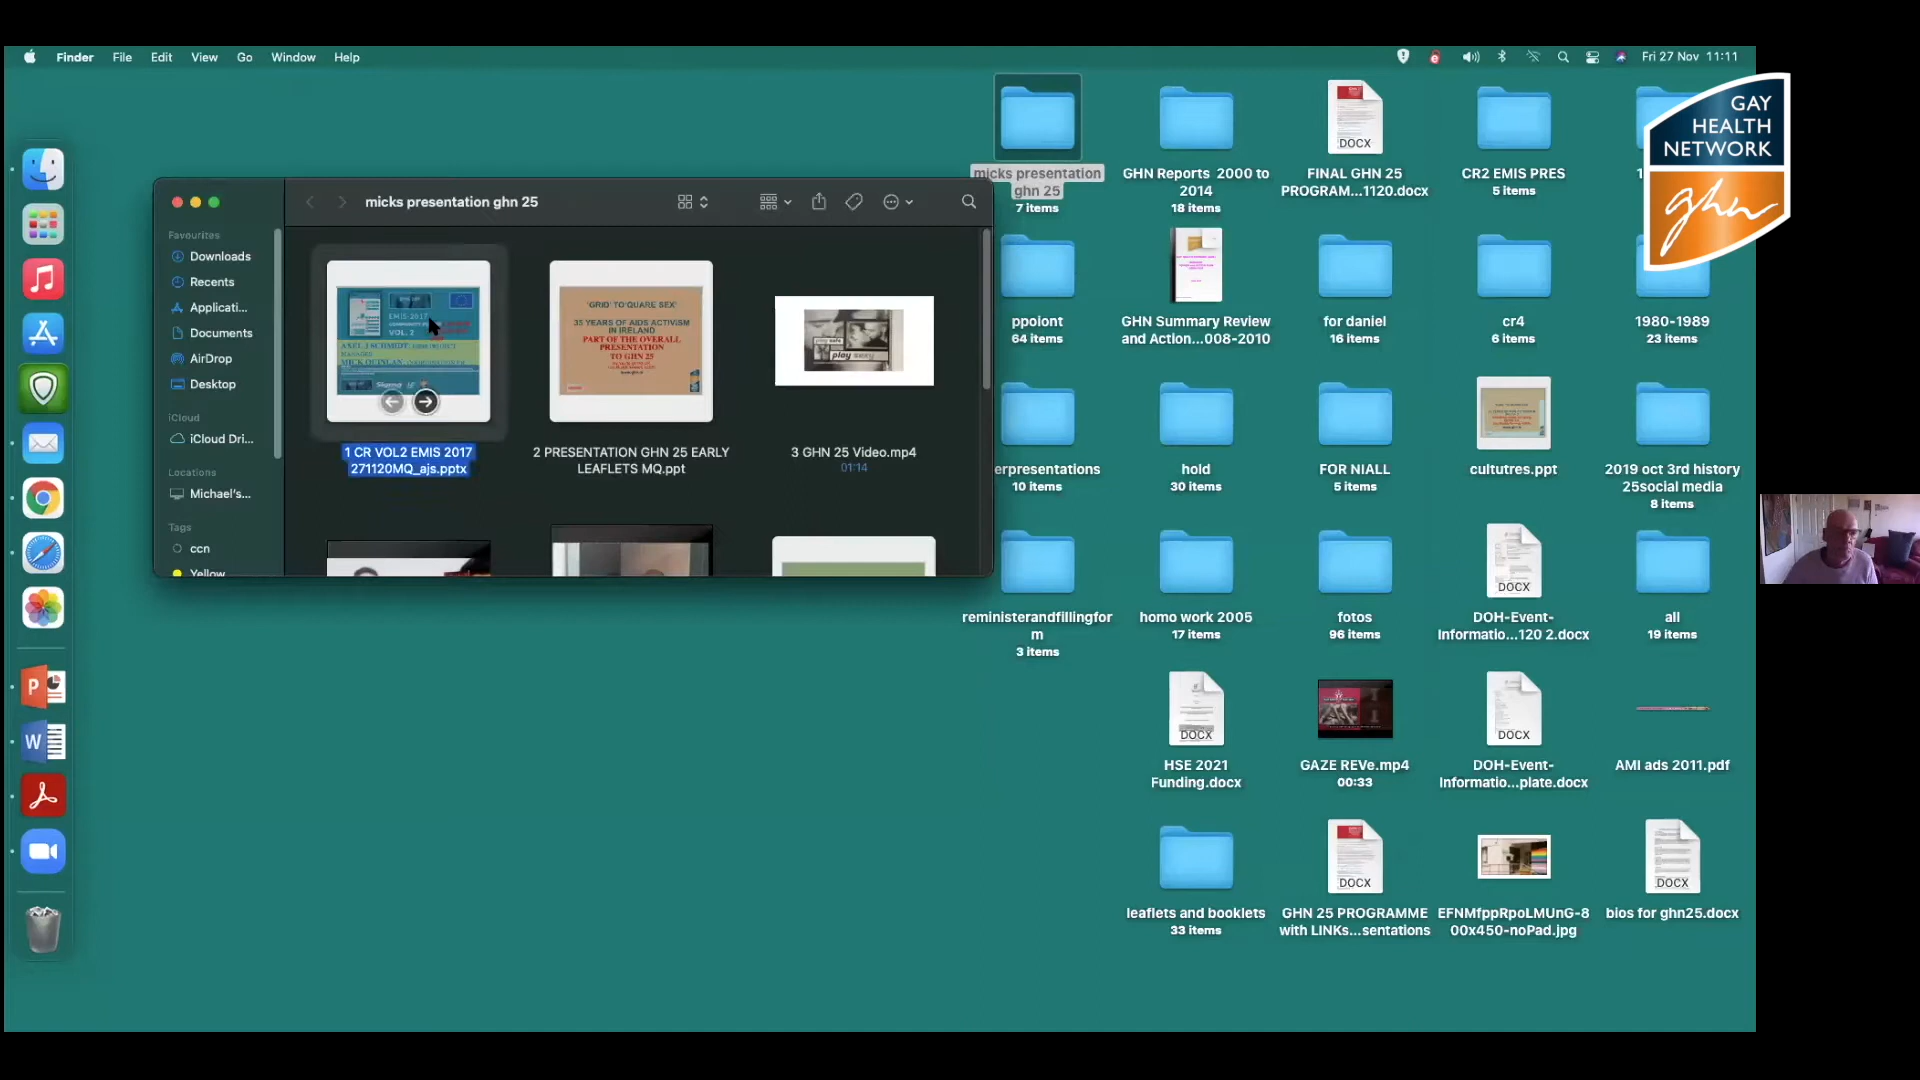 Finder File Edit View Go Window Help
Fri 27 Nov 11:11
GAY
HEALTH
NETWORK
ghn
micks presentation ghn 25
Favourites
Downloads
Recents
Applicati...
Documents
AirDrop
Desktop
iCloud
iCloud Dri...
Locations
Michael's...
Tags
ccn
Yellow
EMIS-2017
VOL. 2
'GRID' TO QUARE SEX'
35 YEARS OF AIDS ACTIVISM
IN IRELAND
PART OF THE OVERALL
PRESENTATION
TO GHN 25
play safe
play sexy
1 CR VOL2 EMIS 2017
271120MQ_ajs.pptx
2 PRESENTATION GHN 25 EARLY
LEAFLETS MQ.ppt
3 GHN 25 Video.mp4
01:14
micks presentation
ghn 25
7 items
GHN Reports 2000 to
2014
18 items
DOCX
FINAL GHN 25
PROGRAM...1120.docx
CR2 EMIS PRES
5 items
ppoiont
64 items
GHN Summary Review
and Action...008-2010
for daniel
16 items
cr4
6 items
1980-1989
23 items
erpresentations
10 items
hold
30 items
FOR NIALL
5 items
cultutres.ppt
2019 oct 3rd history
25social media
8 items
reministerandfillingfor
m
3 items
homo work 2005
17 items
fotos
96 items
DOCX
DOH-Event-
Informatio...120 2.docx
all
19 items
DOCX
HSE 2021
Funding.docx
GAZE REVe.mp4
00:33
DOCX
DOH-Event-
Informatio...plate.docx
AMI ads 2011.pdf
leaflets and booklets
33 items
DOCX
GHN 25 PROGRAMME
with LINKs...sentations
EFNMfppRpoLMUnG-8
00x450-noPad.jpg
DOCX
bios for ghn25.docx